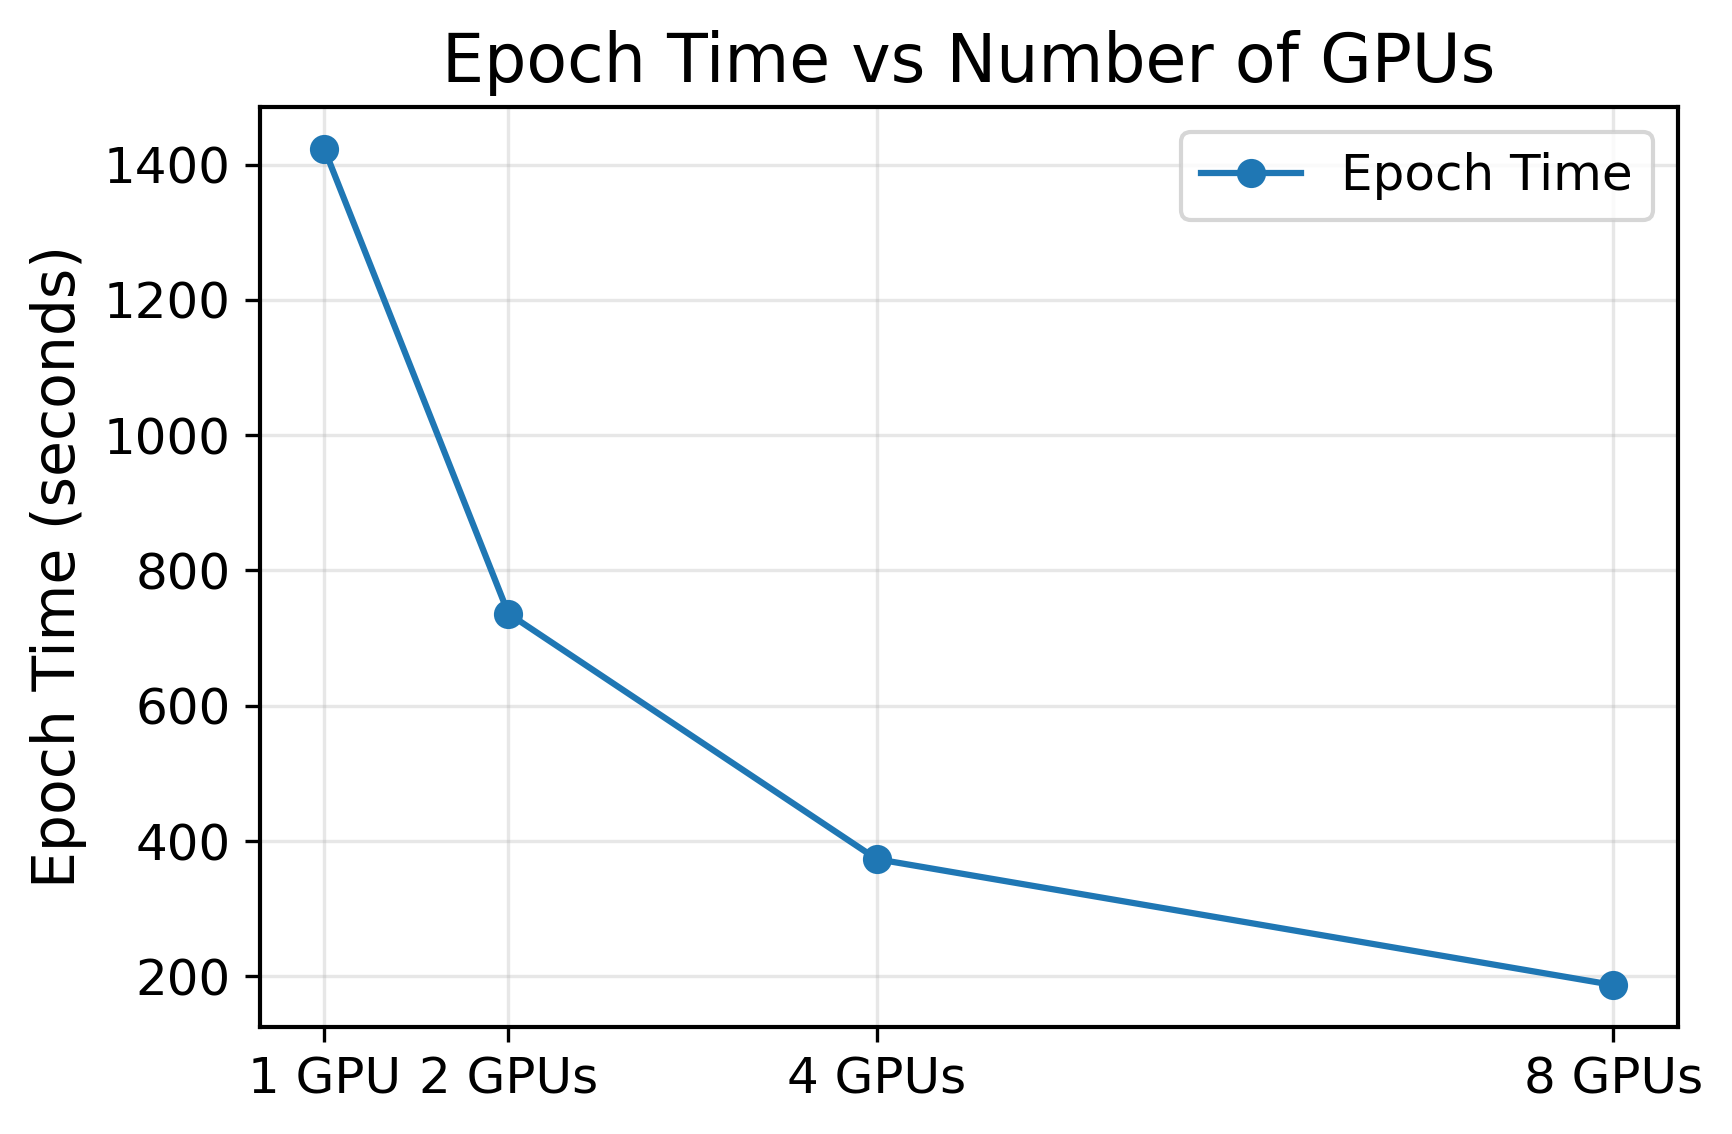 Epoch Time vs Number of GPUs
Epoch Time
Epoch Time (seconds)
1400
1200
1000
800
600
400
200
1 GPU 2 GPUs 4 GPUs 8 GPUs